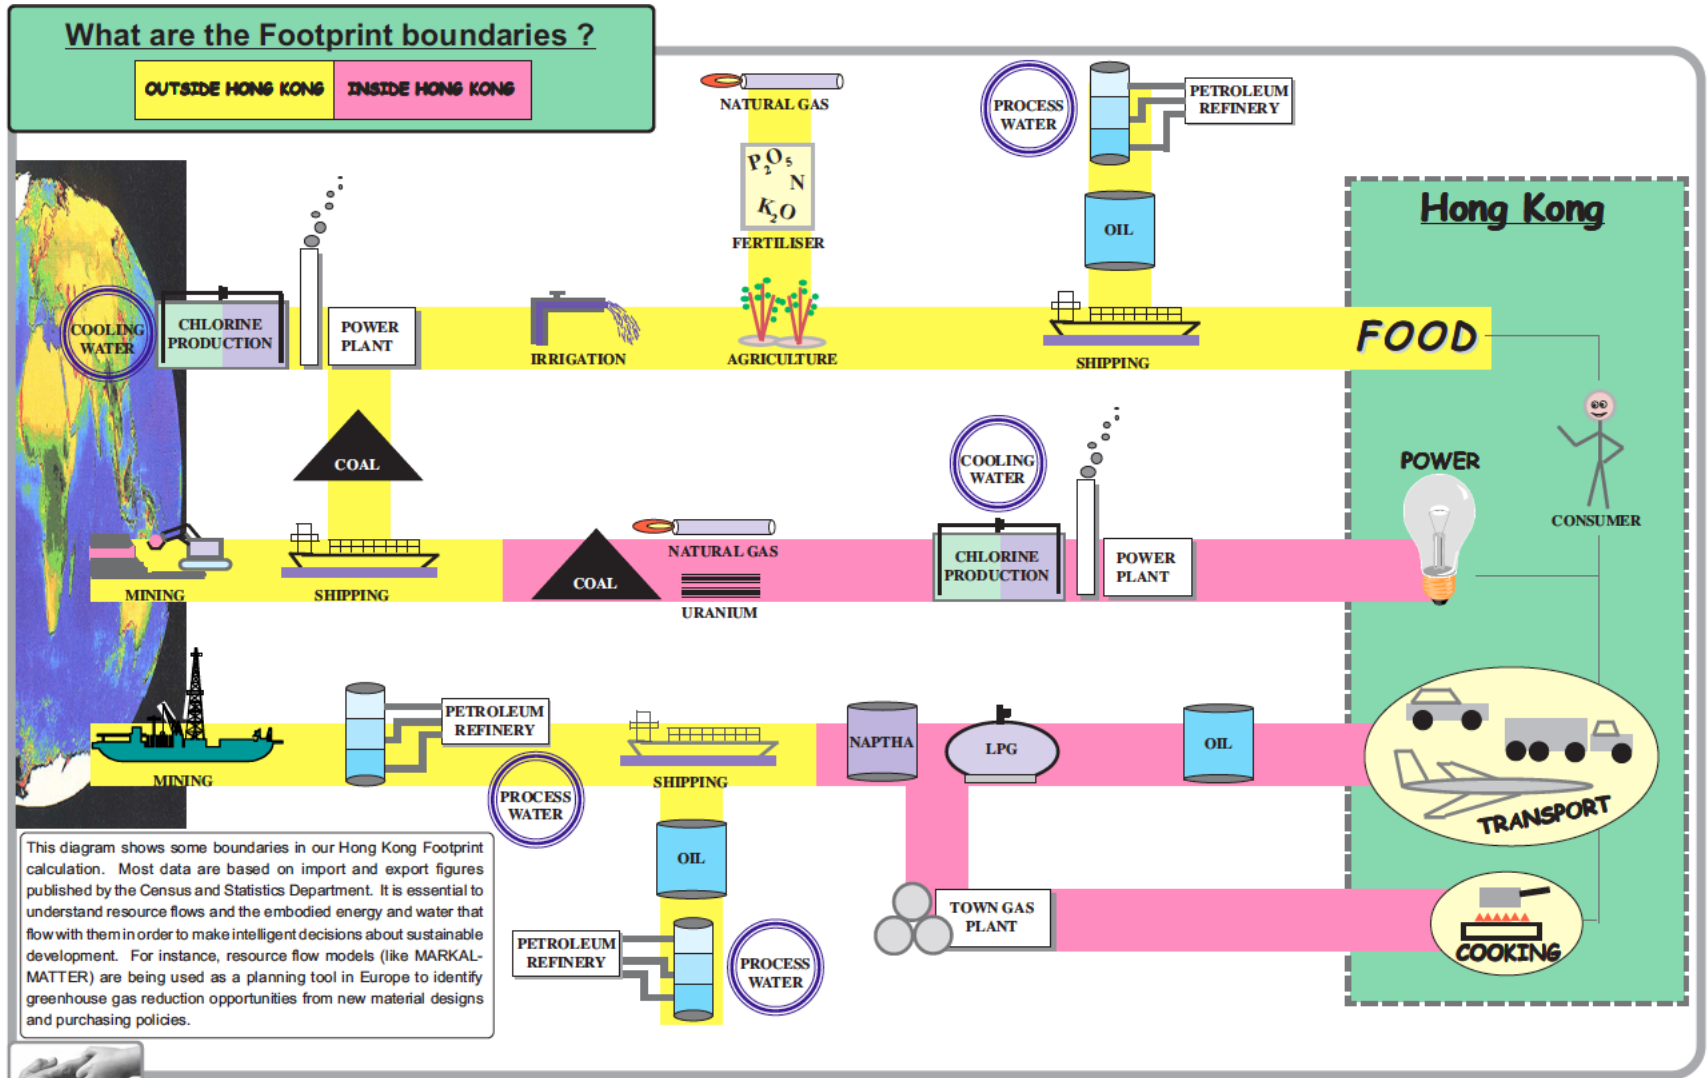 What are the Footprint boundaries ?
OUTSIDE HONG KONG
INSIDE HONG KONG
NATURAL GAS
P2O5
N
K2O
FERTILISER
PROCESS
WATER
PETROLEUM
REFINERY
OIL
Hong Kong
COOLING
WATER
CHLORINE
PRODUCTION
POWER
PLANT
IRRIGATION
AGRICULTURE
SHIPPING
FOOD
COAL
COOLING
WATER
POWER
CONSUMER
MINING
SHIPPING
COAL
NATURAL GAS
URANIUM
CHLORINE
PRODUCTION
POWER
PLANT
MINING
PETROLEUM
REFINERY
PROCESS
WATER
SHIPPING
NAPTHA
LPG
OIL
TRANSPORT
OIL
PETROLEUM
REFINERY
PROCESS
WATER
TOWN GAS
PLANT
COOKING
This diagram shows some boundaries in our Hong Kong Footprint
calculation. Most data are based on import and export figures
published by the Census and Statistics Department. It is essential to
understand resource flows and the embodied energy and water that
flow with them in order to make intelligent decisions about sustainable
development. For instance, resource flow models (like MARKAL-
MATTER) are being used as a planning tool in Europe to identify
greenhouse gas reduction opportunities from new material designs
and purchasing policies.